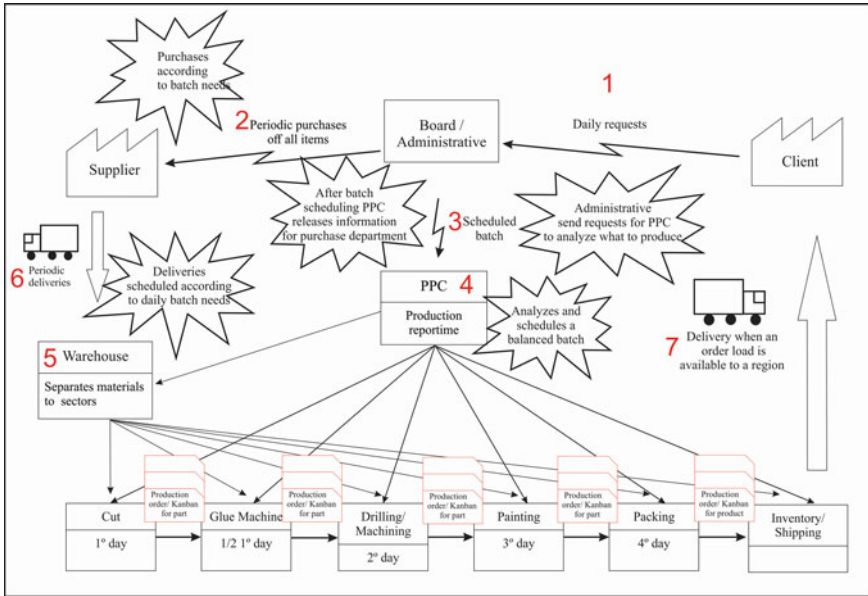 Purchases
according
to batch needs
1
2
Periodic purchases
off all items
Board /
Administrative
Daily requests
Supplier
Client
After batch
scheduling PPC
releases information
for purchase department
3
Scheduled
batch
Administrative
send requests for PPC
to analyze what to produce
6
Periodic
deliveries
Deliveries
scheduled according
to daily batch needs
PPC
4
Production
reportime
Analyzes and
schedules a
balanced batch
7
Delivery when an
order load is
available to a region
5
Warehouse
Separates materials
to sectors
Production
order/ Kanban
for part
Production
order/ Kanban
for part
Production
order/ Kanban
for part
Production
order/ Kanban
for part
Production
order/ Kanban
for product
Cut
1º day
Glue Machine
1/2 1º day
Drilling/
Machining
2º day
Painting
3º day
Packing
4º day
Inventory/
Shipping